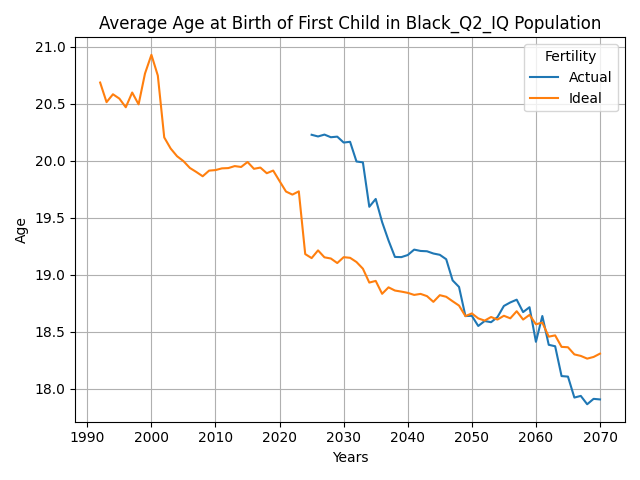 Average Age at Birth of First Child in Black_Q2_IQ Population
Fertility
Actual
Ideal
Age
21.0
20.5
20.0
19.5
19.0
18.5
18.0
1990 2000 2010 2020 2030 2040 2050 2060 2070
Years